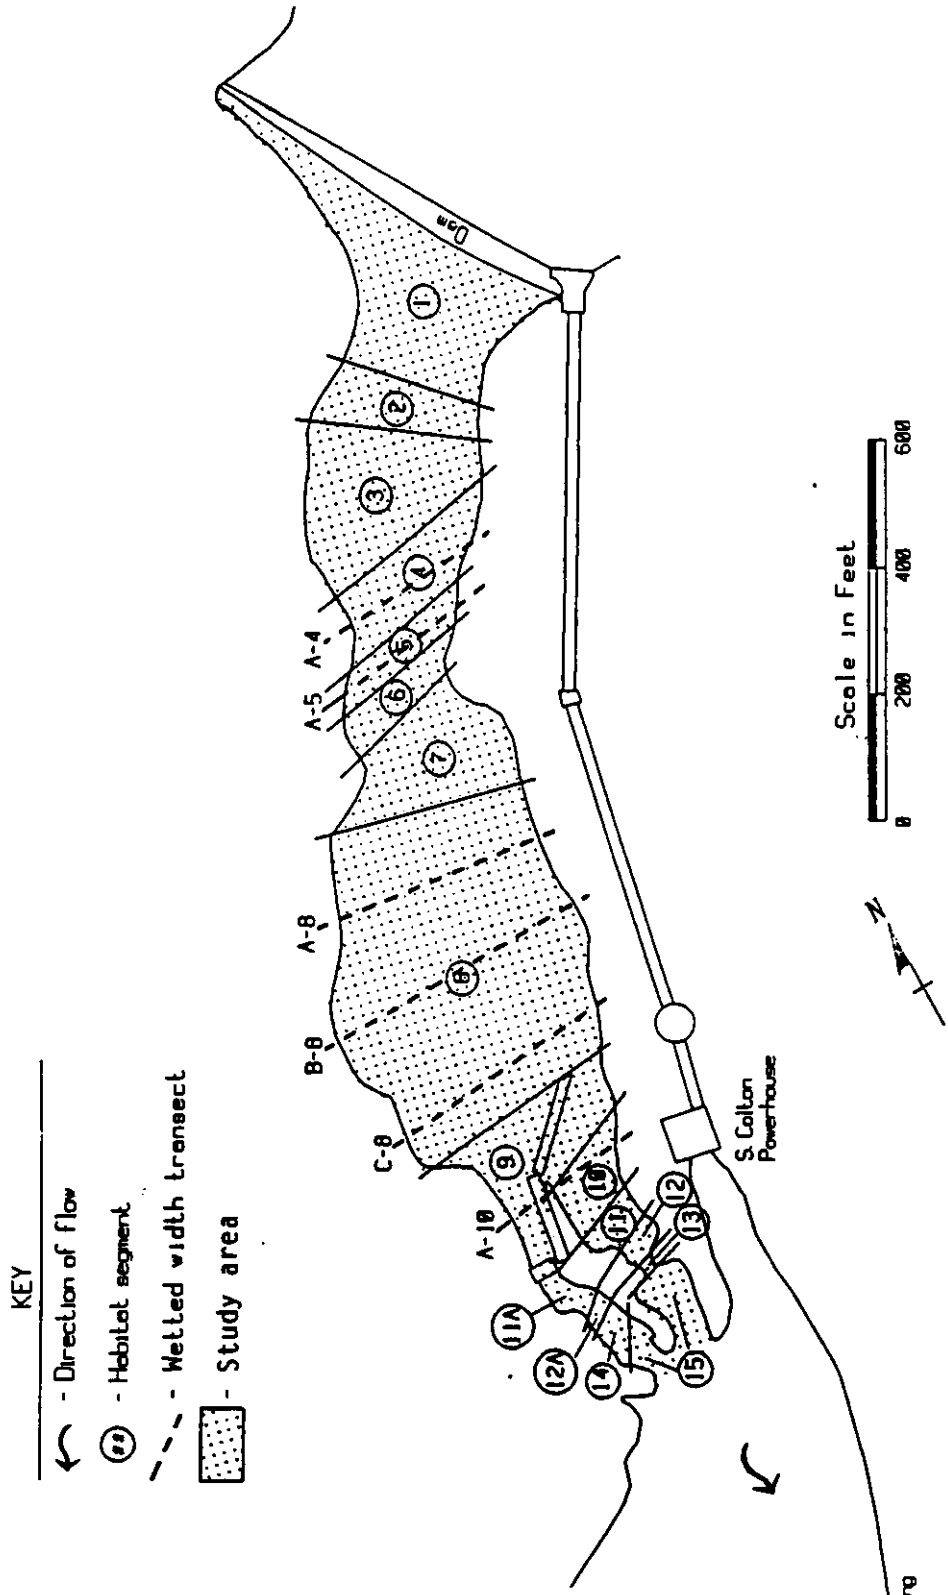 KEY
- Direction of flow
## - Habitat segment
- Wetted width transect
- Study area
Dam
1
2
3
4
A-4
5
A-5
6
7
A-8
8
B-8
C-8
9
A-10
10
11
12
13
11A
12A
14
15
S. Colton
Powerhouse
N
Scale in Feet
0 200 400 600